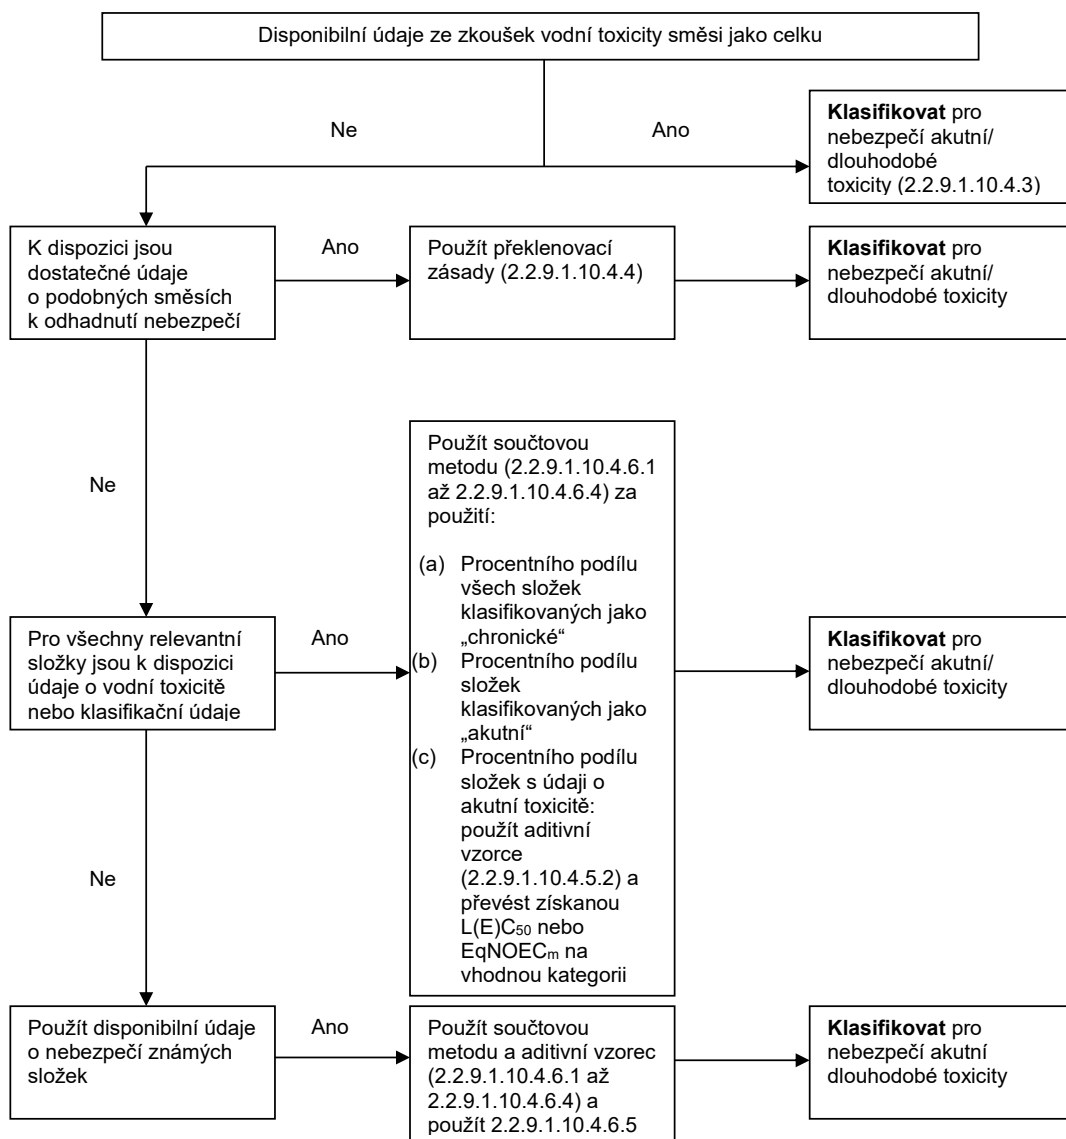 Disponibilní údaje ze zkoušek vodní toxicity směsi jako celku
Ne
Ano
Klasifikovat pro
nebezpečí akutní/
dlouhodobé
toxicity (2.2.9.1.10.4.3)
K dispozici jsou
dostatečné údaje
o podobných směsích
k odhadnutí nebezpečí
Ano
Použít překlenovací
zásady (2.2.9.1.10.4.4)
Klasifikovat pro
nebezpečí akutní/
dlouhodobé toxicity
Ne
Použít součtovou
metodu (2.2.9.1.10.4.6.1
až 2.2.9.1.10.4.6.4) za
použití:
(a) Procentního podílu
všech složek
klasifikovaných jako
„chronické“
(b) Procentního podílu
složek
klasifikovaných jako
„akutní“
(c) Procentního podílu
složek s údaji o
akutní toxicitě:
použít aditivní
vzorce
(2.2.9.1.10.4.5.2) a
převést získanou
L(E)C₅₀ nebo
EqNOECₘ na
vhodnou kategorii
Pro všechny relevantní
složky jsou k dispozici
údaje o vodní toxicitě
nebo klasifikační údaje
Ano
Klasifikovat pro
nebezpečí akutní/
dlouhodobé toxicity
Ne
Použít disponibilní údaje
o nebezpečí známých
složek
Ano
Použít součtovou
metodu a aditivní vzorec
(2.2.9.1.10.4.6.1 až
2.2.9.1.10.4.6.4) a
použít 2.2.9.1.10.4.6.5
Klasifikovat pro
nebezpečí akutní
dlouhodobé toxicity